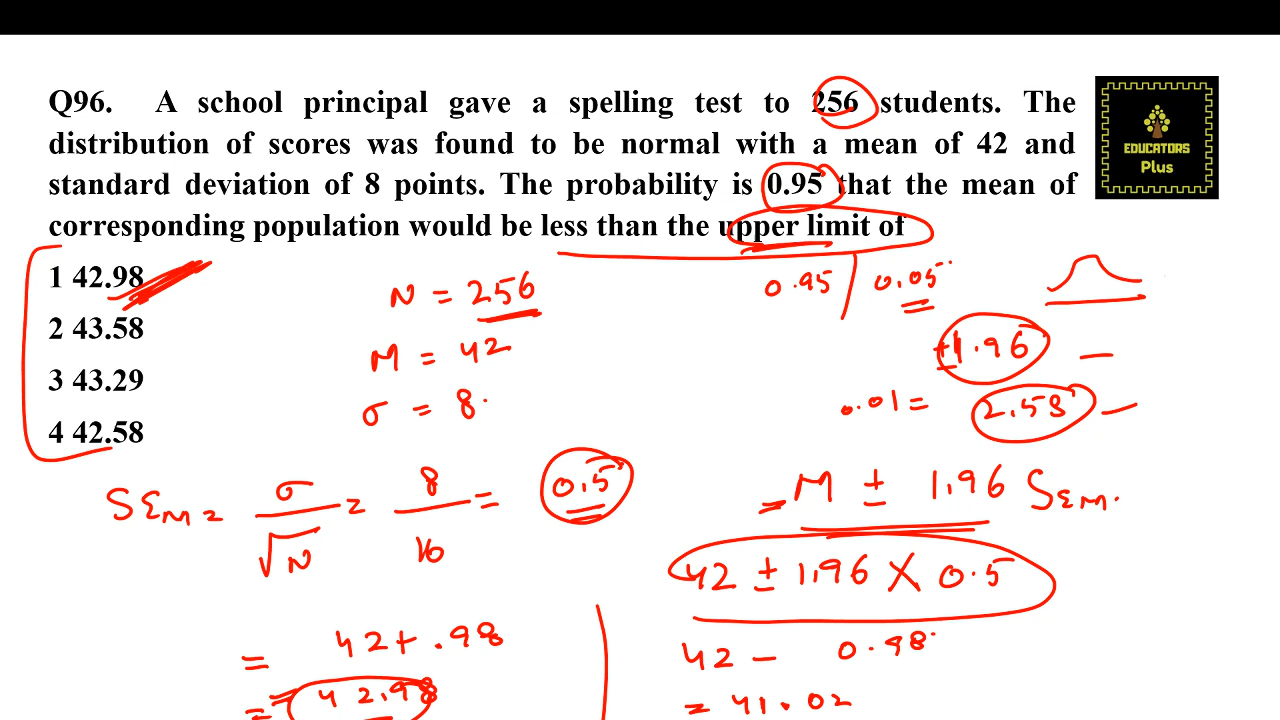 Q96. A school principal gave a spelling test to 256 students. The
distribution of scores was found to be normal with a mean of 42 and
standard deviation of 8 points. The probability is 0.95 that the mean of
corresponding population would be less than the upper limit of
EDUCATORS
Plus
1 42.98
2 43.58
3 43.29
4 42.58
N = 256
M = 42
σ = 8
0.95 / 0.05
±1.96 —
0.01 = 2.58 —
SEM = σ/√N = 8/16 = 0.5
= M ± 1.96 SEM.
42 ± 1.96 X 0.5
= 42 + .98
= 42.98
42 – 0.98
= 41.02